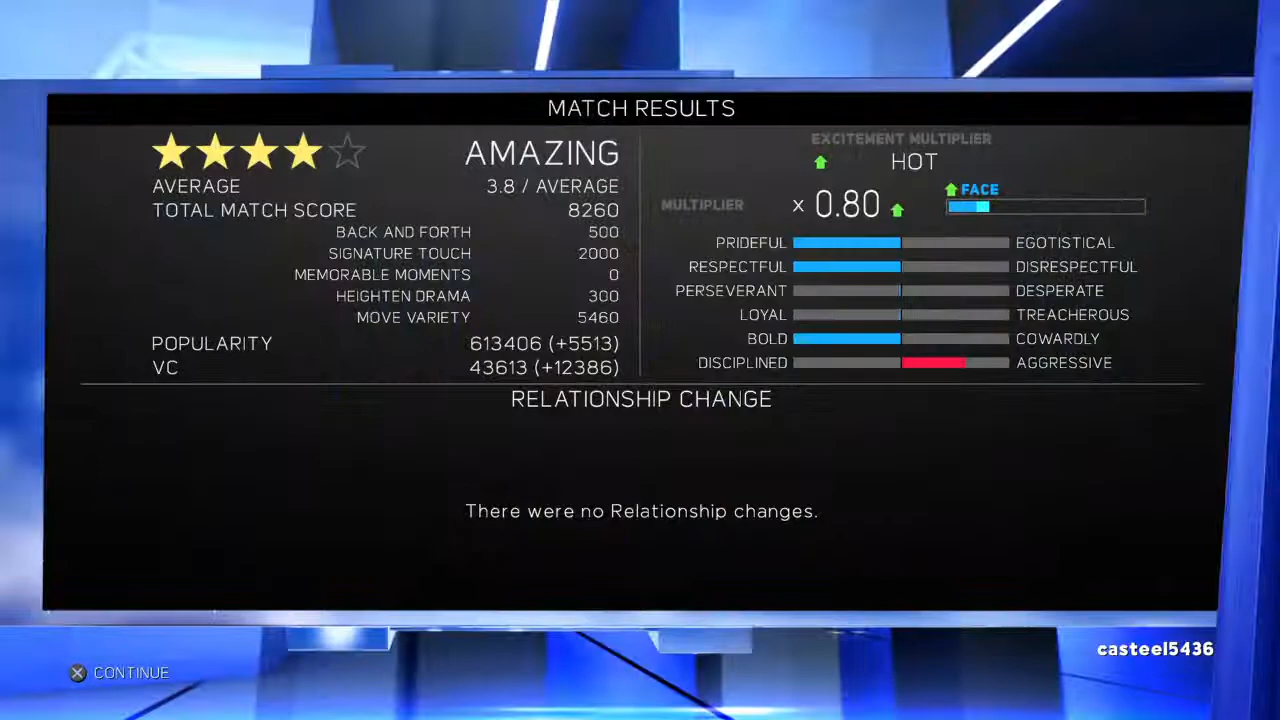 MATCH RESULTS
AMAZING
AVERAGE 3.8 / AVERAGE
TOTAL MATCH SCORE 8260
BACK AND FORTH 500
SIGNATURE TOUCH 2000
MEMORABLE MOMENTS 0
HEIGHTEN DRAMA 300
MOVE VARIETY 5460
POPULARITY 613406 (+5513)
VC 43613 (+12386)
EXCITEMENT MULTIPLIER
HOT
MULTIPLIER x 0.80 FACE
PRIDEFUL EGOTISTICAL
RESPECTFUL DISRESPECTFUL
PERSEVERANT DESPERATE
LOYAL TREACHEROUS
BOLD COWARDLY
DISCIPLINED AGGRESSIVE
RELATIONSHIP CHANGE
There were no Relationship changes.
casteel5436
CONTINUE